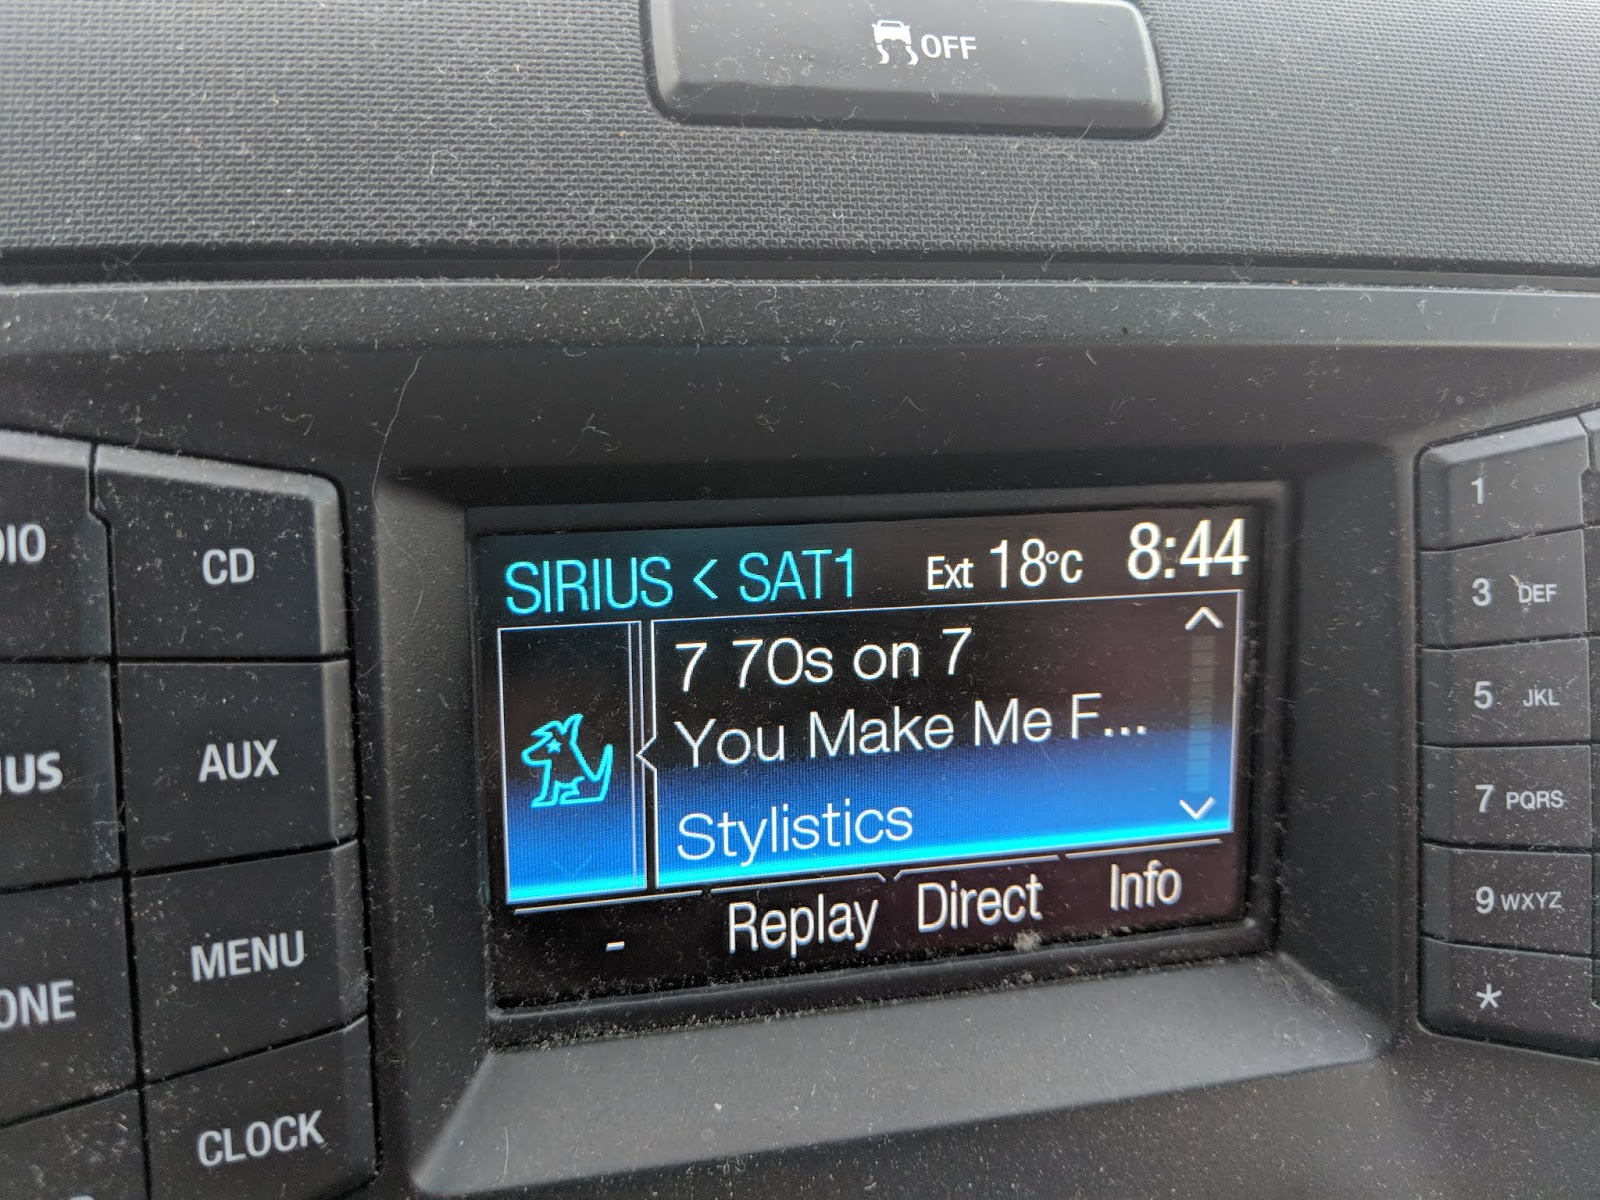 OFF
SIRIUS < SAT1 Ext 18°C 8:44
7 70s on 7
You Make Me F...
Stylistics
- Replay Direct Info
DIO
CD
US
AUX
ONE
MENU
CLOCK
1
3 DEF
5 JKL
7 PQRS
9 WXYZ
*